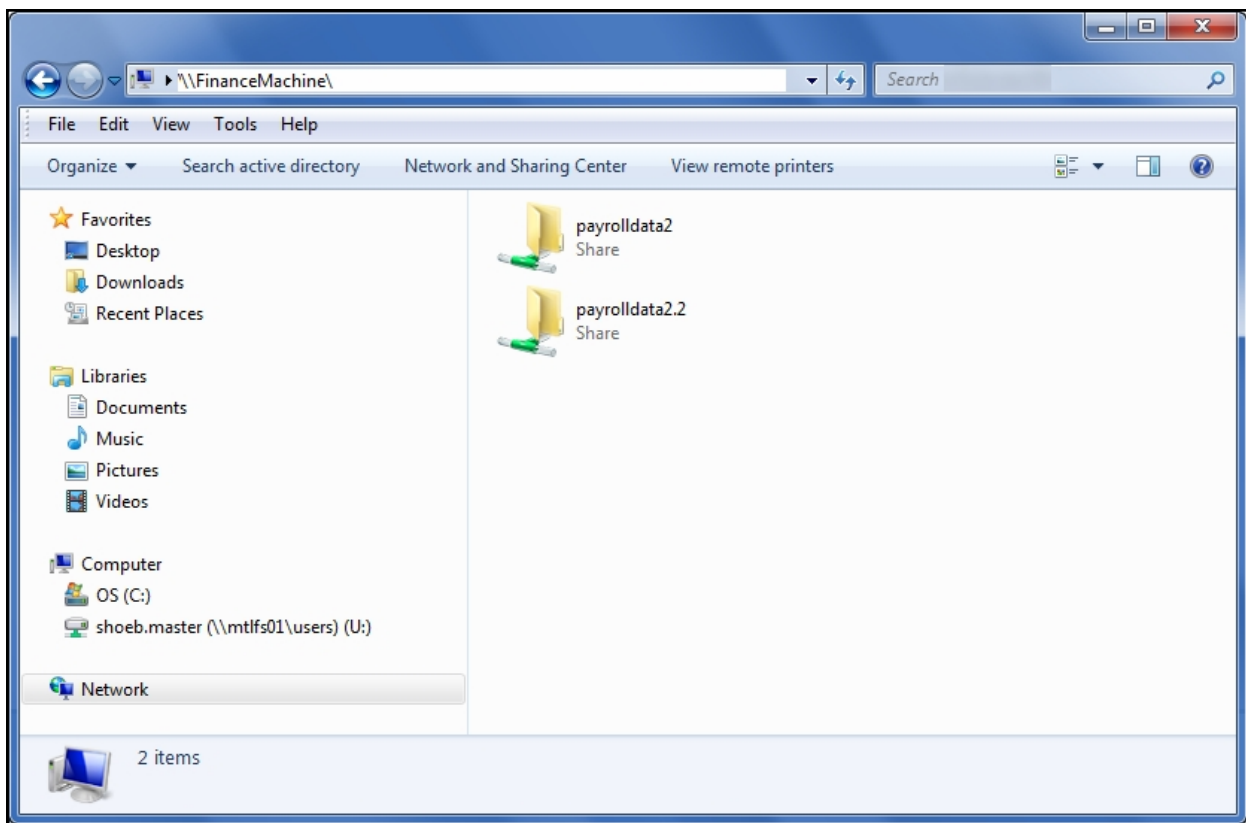 \\FinanceMachine\
Search
File Edit View Tools Help
Organize Search active directory Network and Sharing Center View remote printers
Favorites
Desktop
Downloads
Recent Places
Libraries
Documents
Music
Pictures
Videos
Computer
OS (C:)
shoeb.master (\\mtlfs01\users) (U:)
Network
payrolldata2
Share
payrolldata2.2
Share
2 items